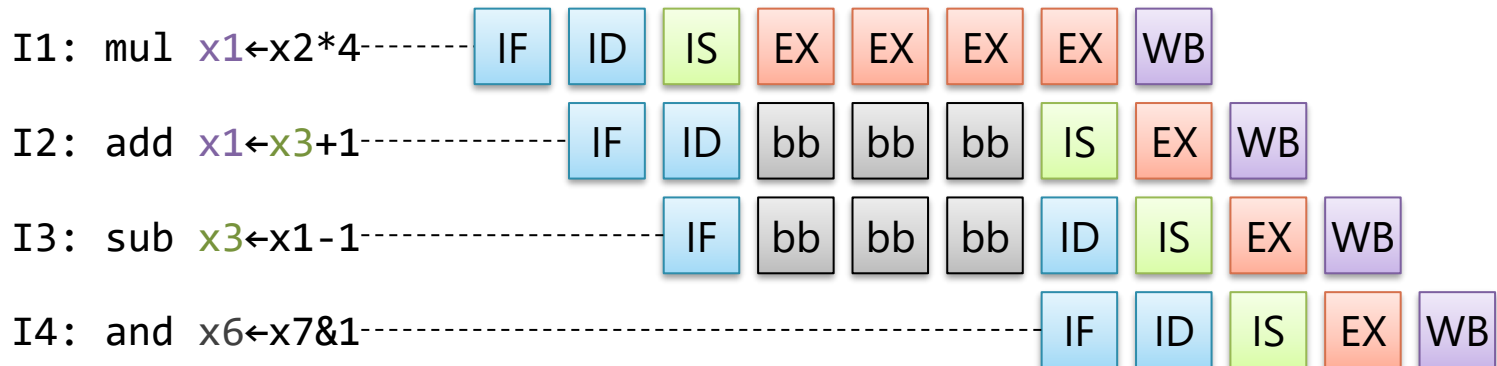 I1: mul x1←x2*4 IF ID IS EX EX EX EX WB
I2: add x1←x3+1 IF ID bb bb bb IS EX WB
I3: sub x3←x1-1 IF bb bb bb ID IS EX WB
I4: and x6←x7&1 IF ID IS EX WB